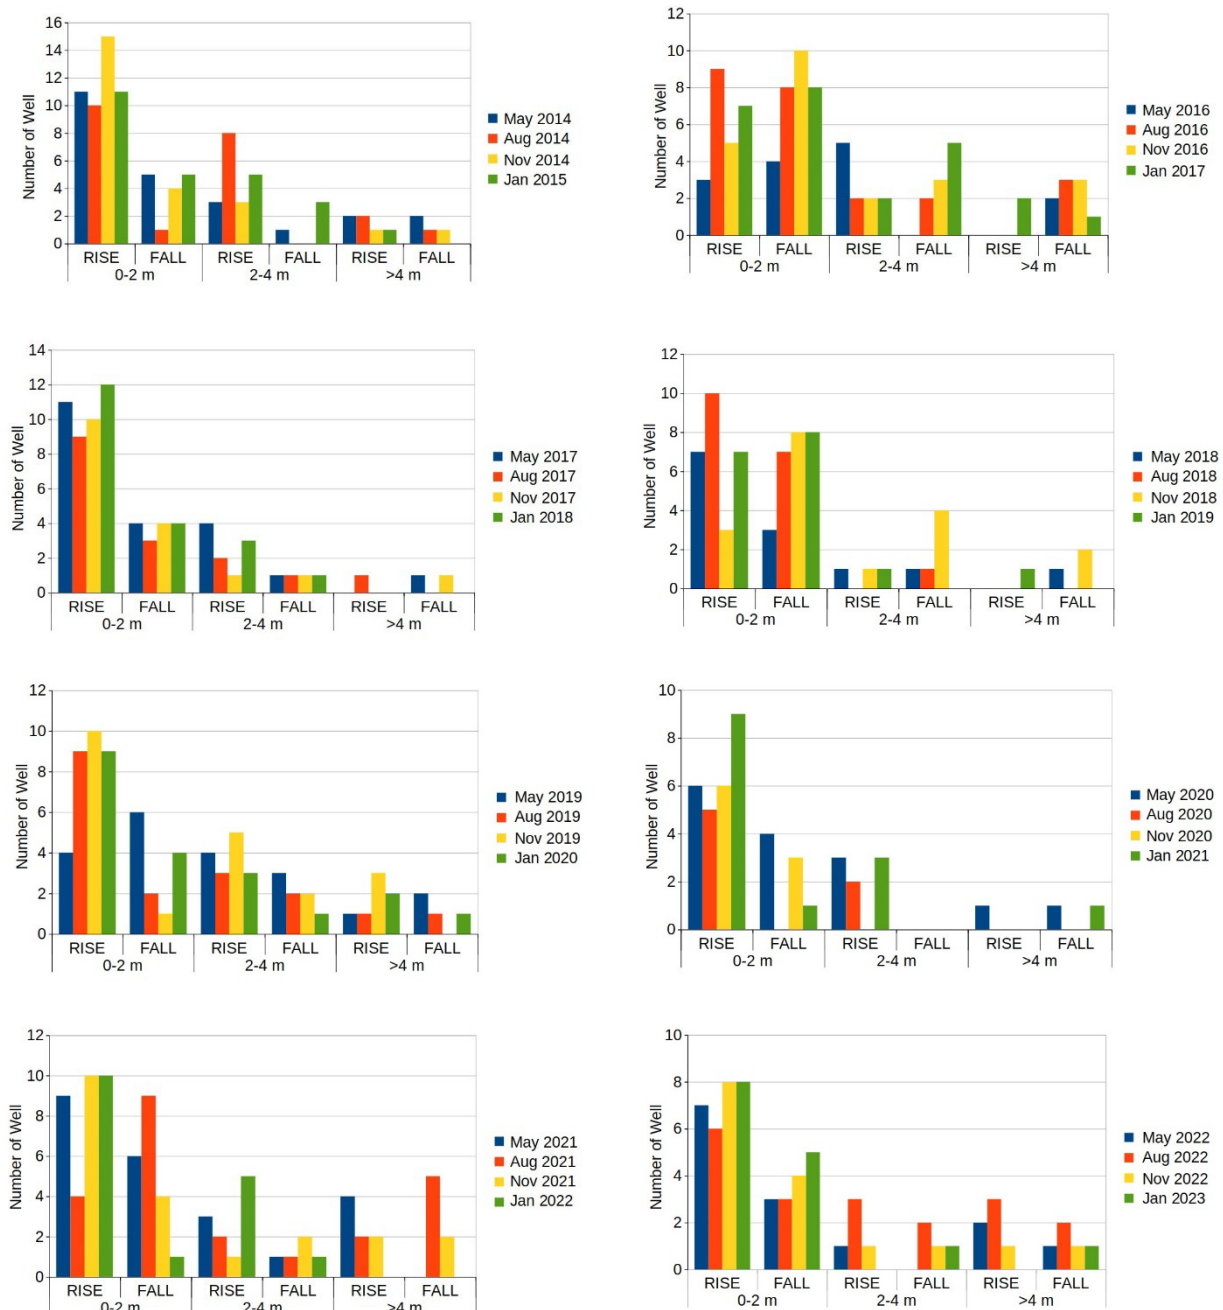 16
14
12
10
8
6
4
2
0
Number of Well
RISE FALL RISE FALL RISE FALL
0-2 m 2-4 m >4 m
May 2014
Aug 2014
Nov 2014
Jan 2015
12
10
8
6
4
2
0
Number of Well
RISE FALL RISE FALL RISE FALL
0-2 m 2-4 m >4 m
May 2016
Aug 2016
Nov 2016
Jan 2017
14
12
10
8
6
4
2
0
Number of Well
RISE FALL RISE FALL RISE FALL
0-2 m 2-4 m >4 m
May 2017
Aug 2017
Nov 2017
Jan 2018
12
10
8
6
4
2
0
Number of Well
RISE FALL RISE FALL RISE FALL
0-2 m 2-4 m >4 m
May 2018
Aug 2018
Nov 2018
Jan 2019
12
10
8
6
4
2
0
Number of Well
RISE FALL RISE FALL RISE FALL
0-2 m 2-4 m >4 m
May 2019
Aug 2019
Nov 2019
Jan 2020
10
8
6
4
2
0
Number of Well
RISE FALL RISE FALL RISE FALL
0-2 m 2-4 m >4 m
May 2020
Aug 2020
Nov 2020
Jan 2021
12
10
8
6
4
2
0
Number of Well
RISE FALL RISE FALL RISE FALL
0-2 m 2-4 m >4 m
May 2021
Aug 2021
Nov 2021
Jan 2022
10
8
6
4
2
0
Number of Well
RISE FALL RISE FALL RISE FALL
0-2 m 2-4 m >4 m
May 2022
Aug 2022
Nov 2022
Jan 2023